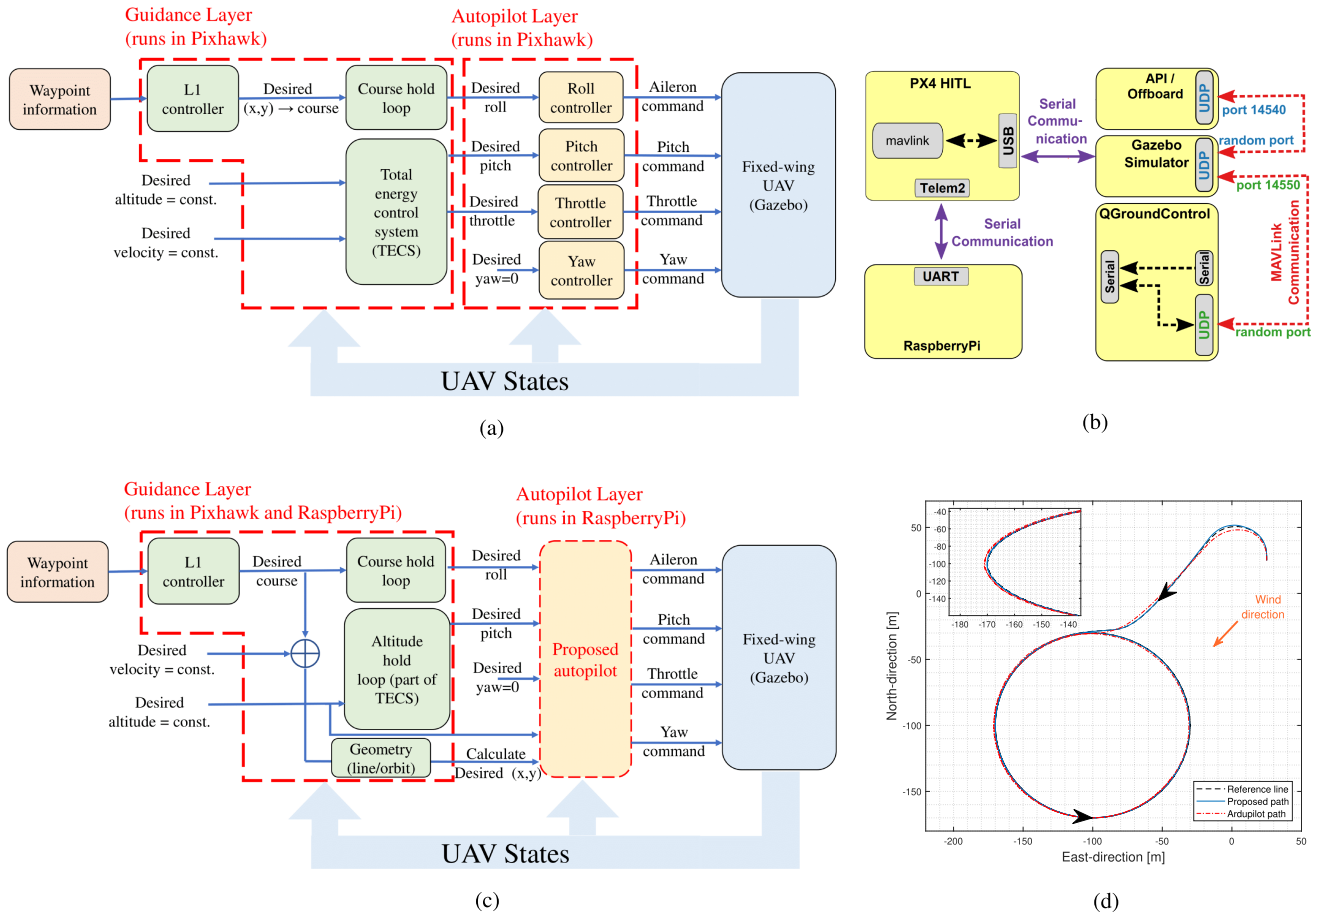 Guidance Layer
(runs in Pixhawk)
Autopilot Layer
(runs in Pixhawk)
Waypoint
information
L1
controller
Desired
(x,y) → course
Course hold
loop
Desired
roll
Roll
controller
Aileron
command
Desired
altitude = const.
Desired
velocity = const.
Total
energy
control
system
(TECS)
Desired
pitch
Pitch
controller
Pitch
command
Desired
throttle
Throttle
controller
Throttle
command
Desired
yaw=0
Yaw
controller
Yaw
command
Fixed-wing
UAV
(Gazebo)
UAV States
(a)
PX4 HITL
mavlink
USB
Telem2
Serial
Commu-
nication
Serial
Communication
UART
RaspberryPi
API /
Offboard
UDP
port 14540
random port
Gazebo
Simulator
UDP
port 14550
QGroundControl
Serial
Serial
UDP
random port
MAVLink
Communication
(b)
Guidance Layer
(runs in Pixhawk and RaspberryPi)
Autopilot Layer
(runs in RaspberryPi)
Waypoint
information
L1
controller
Desired
course
Course hold
loop
Desired
roll
Desired
velocity = const.
Desired
altitude = const.
Altitude
hold
loop (part of
TECS)
Desired
pitch
Desired
yaw=0
Geometry
(line/orbit)
Calculate
Desired (x,y)
Proposed
autopilot
Aileron
command
Pitch
command
Throttle
command
Yaw
command
Fixed-wing
UAV
(Gazebo)
UAV States
(c)
50
0
-50
-100
-150
North-direction [m]
-40
-60
-80
-100
-120
-140
-180
-170
-160
-150
-140
Wind
direction
Reference line
Proposed path
Ardupilot path
-200
-150
-100
-50
0
50
East-direction [m]
(d)